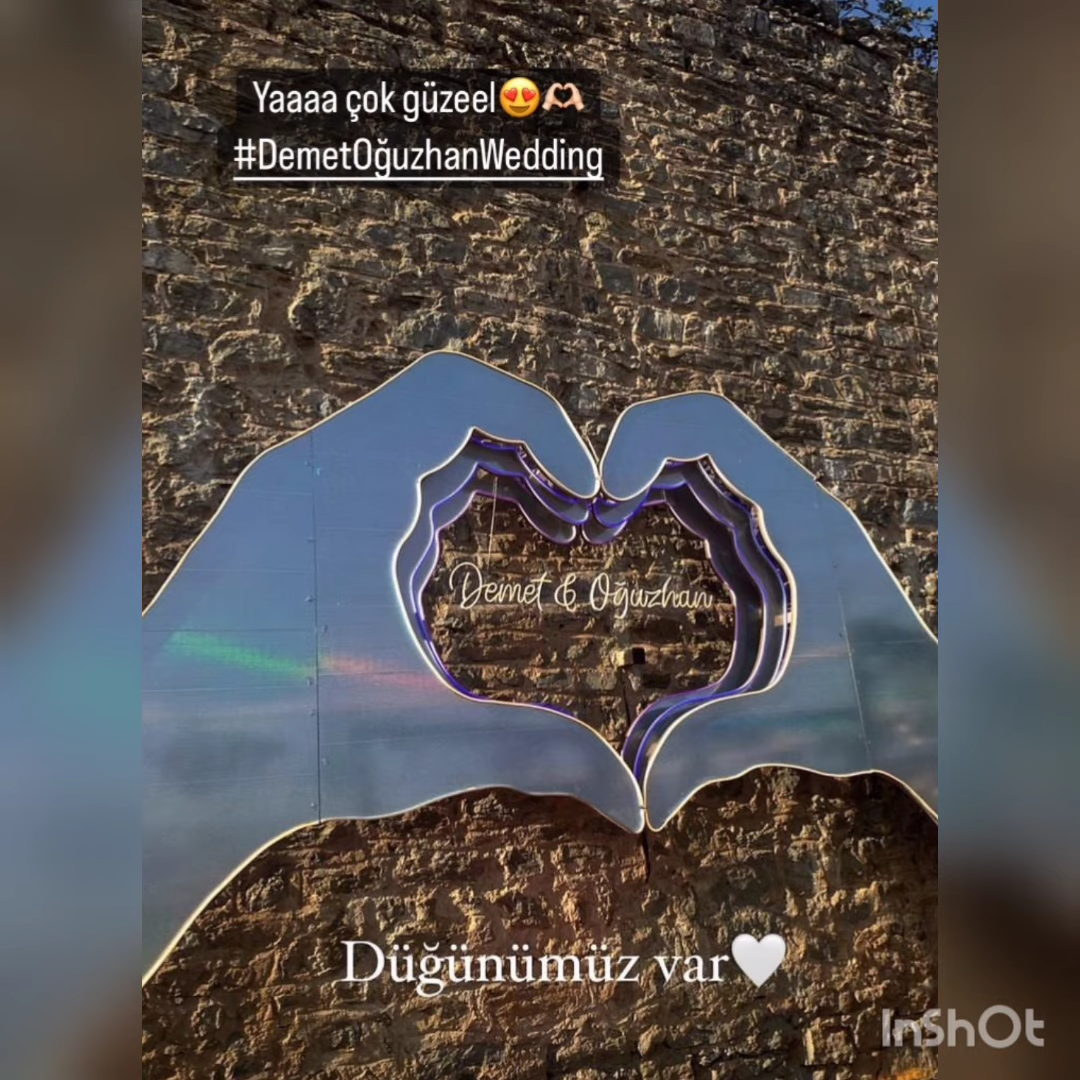 Yaaaa çok güzeel😍🫶🏻
#DemetOğuzhanWedding
Demet & Oğuzhan
Düğünümüz var🤍
InShOt